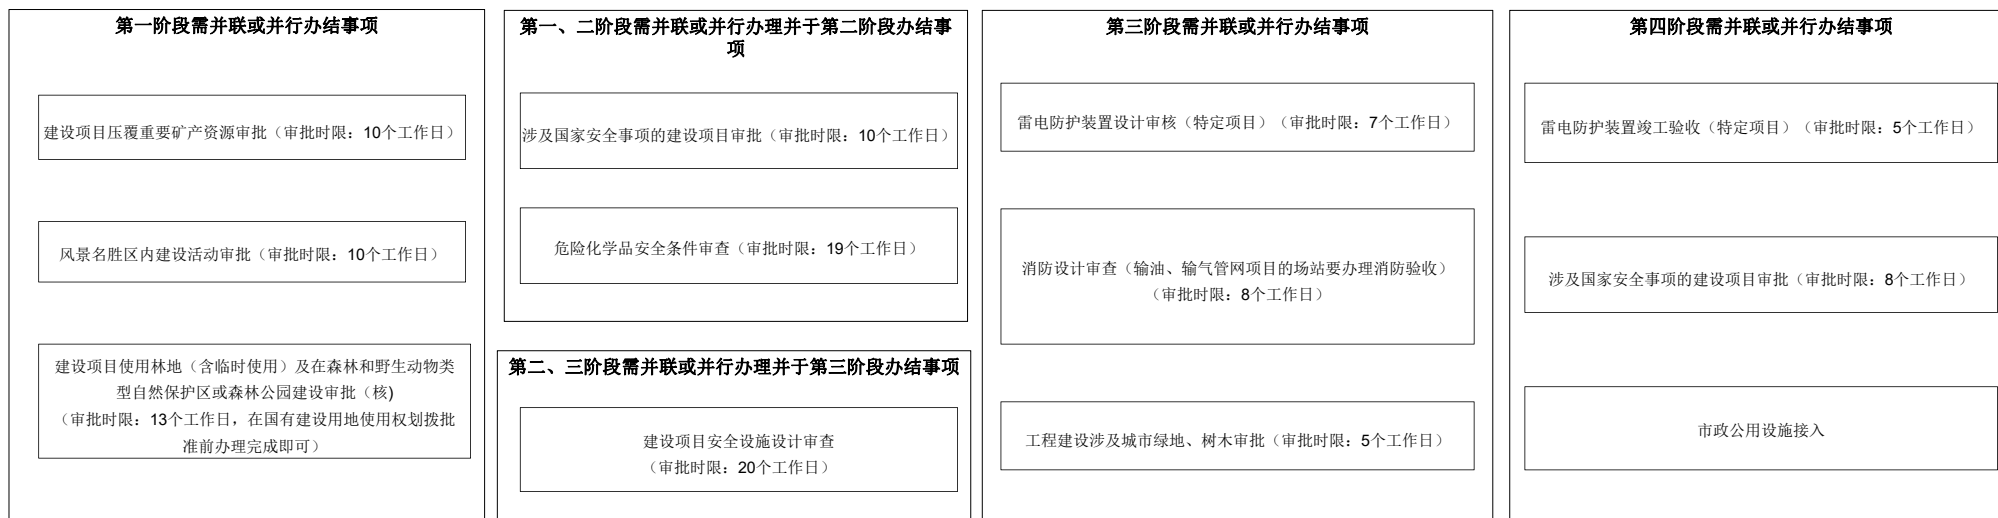 第一阶段需并联或并行办结事项
建设项目压覆重要矿产资源审批（审批时限：10个工作日）
风景名胜区内建设活动审批（审批时限：10个工作日）
建设项目使用林地（含临时使用）及在森林和野生动物类
型自然保护区或森林公园建设审批（核)
（审批时限：13个工作日，在国有建设用地使用权划拨批
准前办理完成即可）
第一、二阶段需并联或并行办理并于第二阶段办结事
项
涉及国家安全事项的建设项目审批（审批时限：10个工作日）
危险化学品安全条件审查（审批时限：19个工作日）
第二、三阶段需并联或并行办理并于第三阶段办结事项
建设项目安全设施设计审查
（审批时限：20个工作日）
第三阶段需并联或并行办结事项
雷电防护装置设计审核（特定项目）（审批时限：7个工作日）
消防设计审查（输油、输气管网项目的场站要办理消防验收）
（审批时限：8个工作日）
工程建设涉及城市绿地、树木审批（审批时限：5个工作日）
第四阶段需并联或并行办结事项
雷电防护装置竣工验收（特定项目）（审批时限：5个工作日）
涉及国家安全事项的建设项目审批（审批时限：8个工作日）
市政公用设施接入